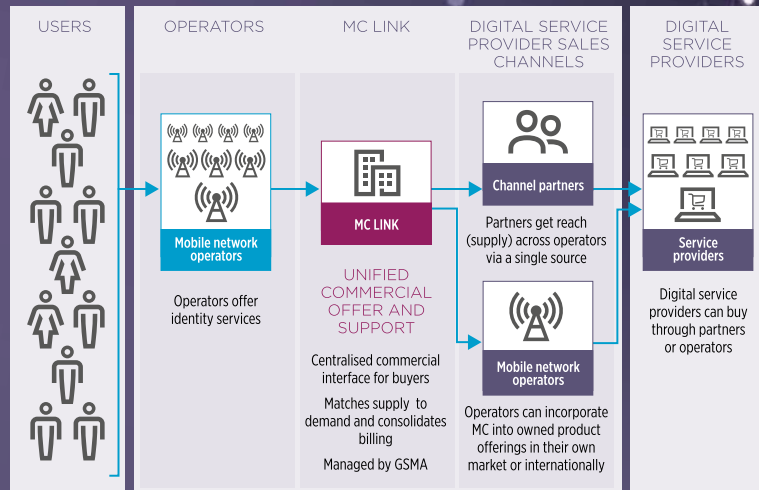 USERS
OPERATORS
MC LINK
DIGITAL SERVICE
PROVIDER SALES
CHANNELS
DIGITAL
SERVICE
PROVIDERS
Mobile network
operators
Operators offer
identity services
MC LINK
UNIFIED
COMMERCIAL
OFFER AND
SUPPORT
Centralised commercial
interface for buyers
Matches supply to
demand and consolidates
billing
Managed by GSMA
Channel partners
Partners get reach
(supply) across operators
via a single source
Mobile network
operators
Operators can incorporate
MC into owned product
offerings in their own
market or internationally
Service
providers
Digital service
providers can buy
through partners
or operators